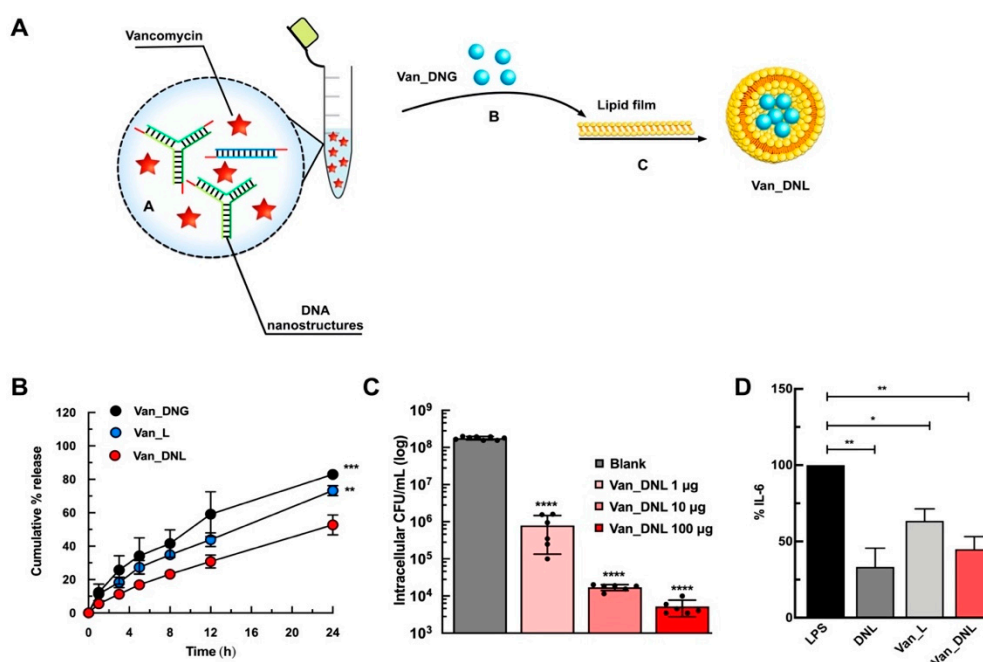 A
Vancomycin
A
DNA
nanostructures
Van_DNG
B
Lipid film
C
Van_DNL
B
Van_DNG
Van_L
Van_DNL
Cumulative % release
120
100
80
60
40
20
0
***
**
0 4 8 12 16 20 24
Time (h)
C
Intracellular CFU/mL (log)
10⁹
10⁸
10⁷
10⁶
10⁵
10⁴
10³
****
****
****
Blank
Van_DNL 1 µg
Van_DNL 10 µg
Van_DNL 100 µg
D
% IL-6
150
100
50
0
**
*
**
LPS
DNL
Van_L
Van_DNL